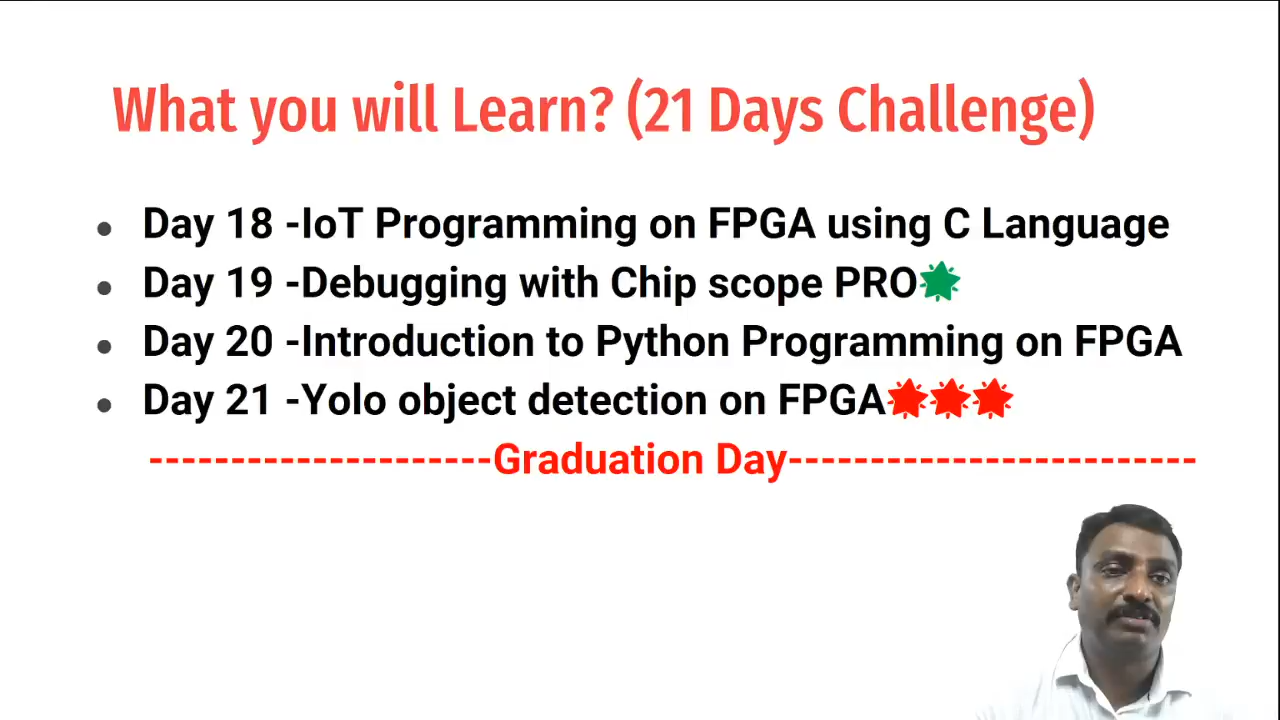 What you will Learn? (21 Days Challenge)
Day 18 -IoT Programming on FPGA using C Language
Day 19 -Debugging with Chip scope PRO
Day 20 -Introduction to Python Programming on FPGA
Day 21 -Yolo object detection on FPGA
---------------------Graduation Day-------------------------